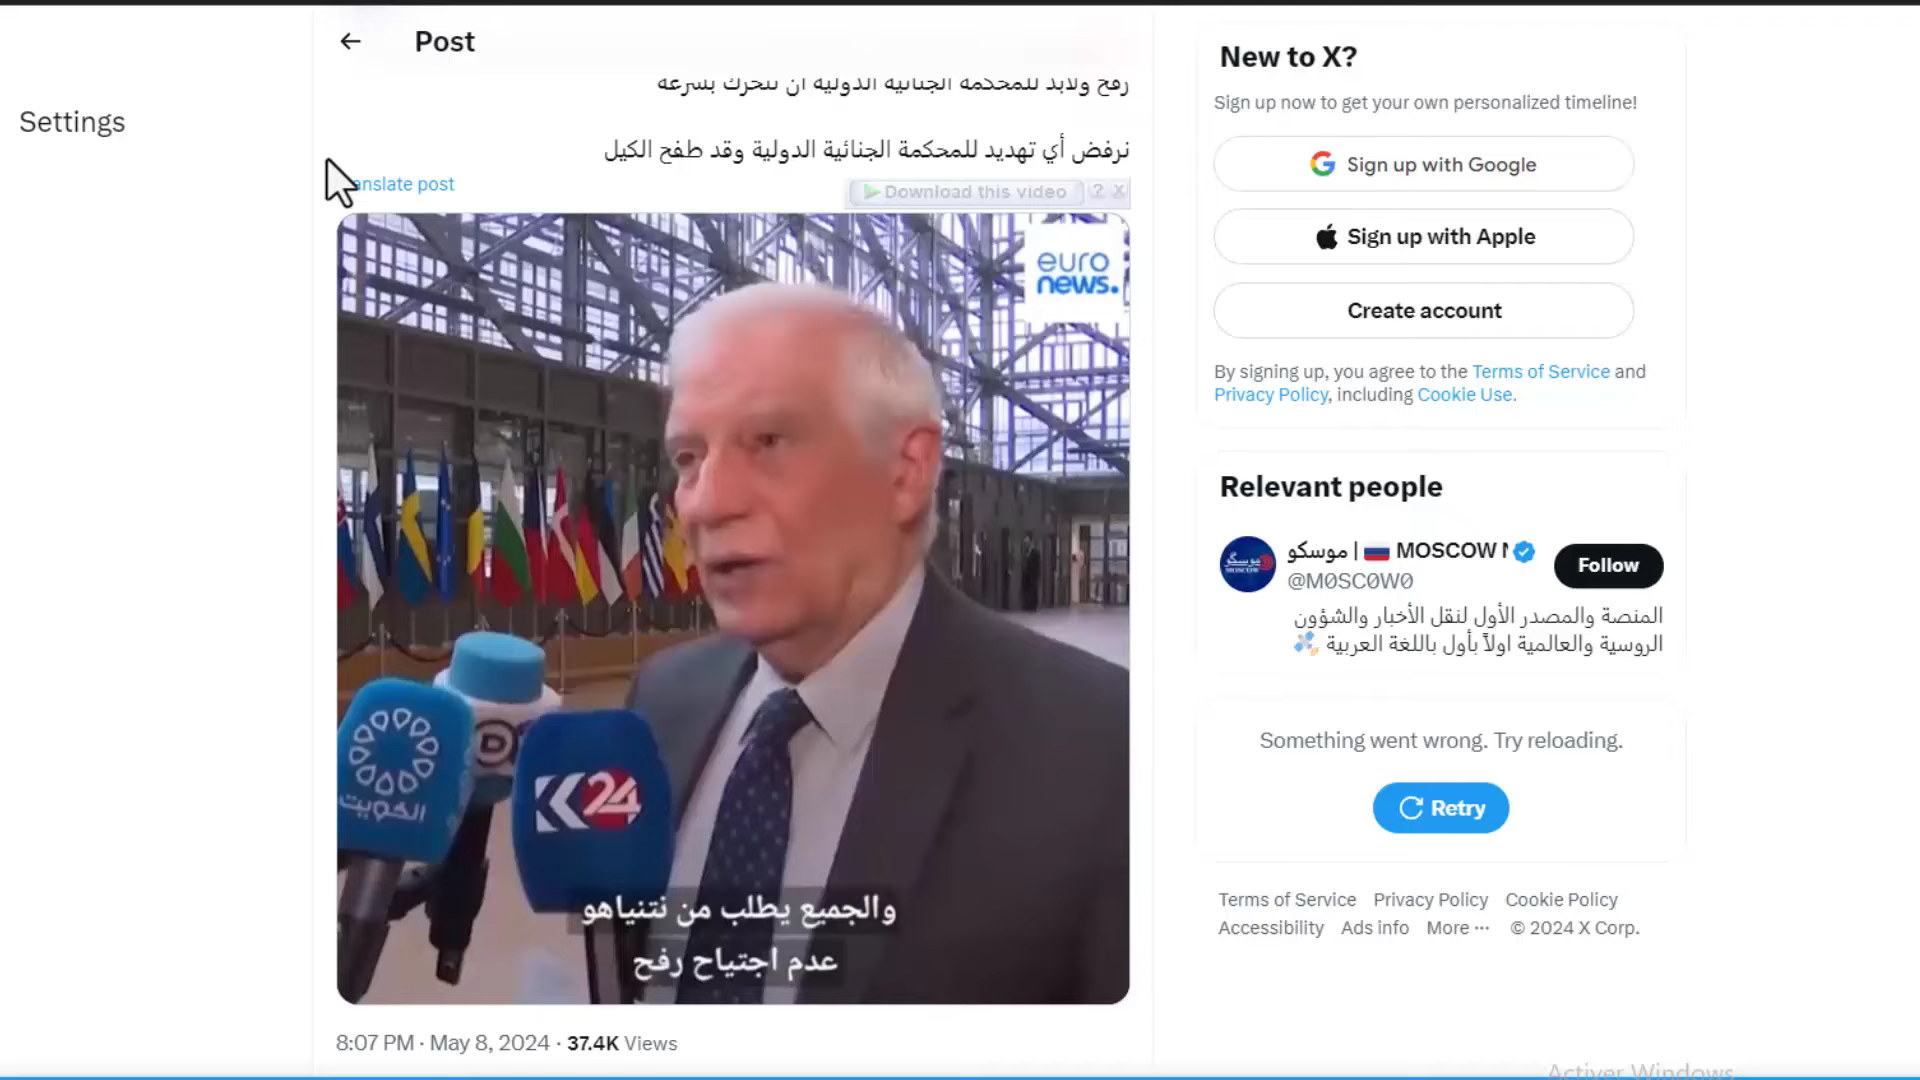 Post
Settings
رفح ولابد للمحكمة الجنائية الدولية أن تتحرك بسرعة
نرفض أي تهديد للمحكمة الجنائية الدولية وقد طفح الكيل
anslate post
Download this video ? X
euro
news.
الكويت
D
K24
والجميع يطلب من نتنياهو
عدم اجتياح رفح
8:07 PM · May 8, 2024 · 37.4K Views
New to X?
Sign up now to get your own personalized timeline!
Sign up with Google
Sign up with Apple
Create account
By signing up, you agree to the Terms of Service and
Privacy Policy, including Cookie Use.
Relevant people
موسكو | 🇷🇺 MOSCOW
@M0SC0W0
Follow
موسكو
MOSCOW
المنصة والمصدر الأول لنقل الأخبار والشؤون
الروسية والعالمية اولاً بأول باللغة العربية 🛰️
Something went wrong. Try reloading.
Retry
Terms of Service Privacy Policy Cookie Policy
Accessibility Ads info More ··· © 2024 X Corp.
Activer Windows